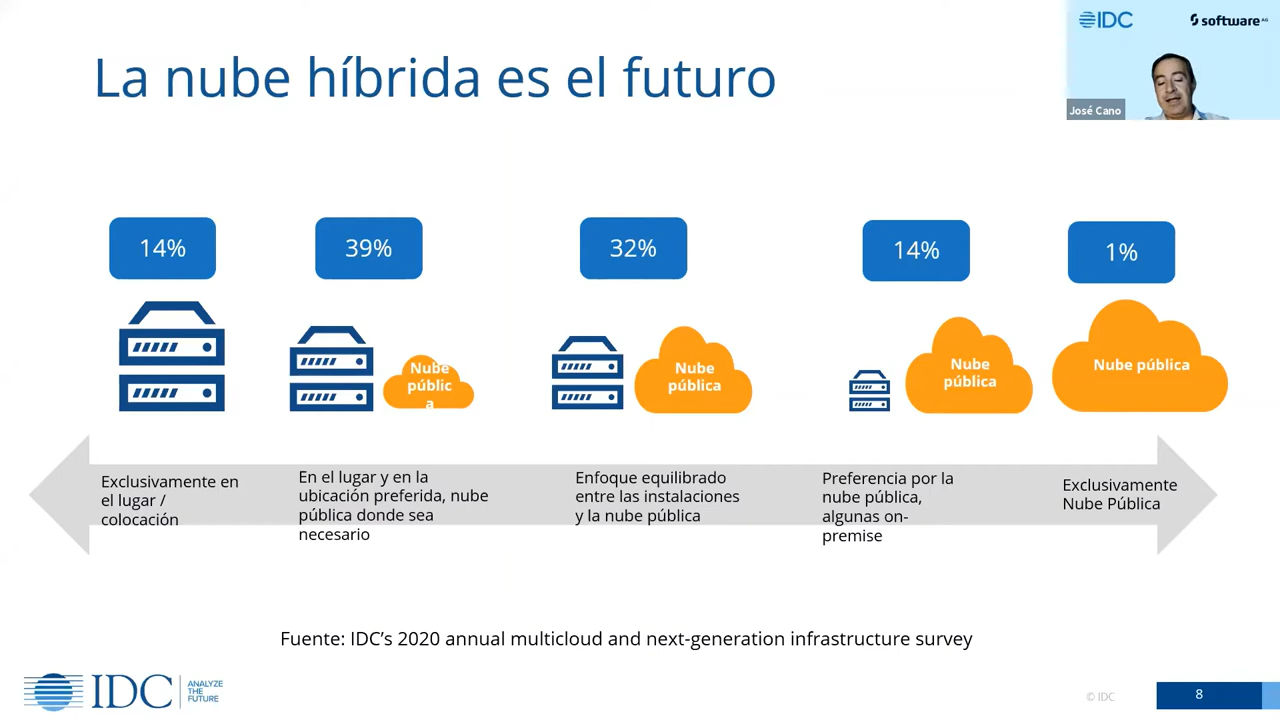 IDC
software AG
La nube híbrida es el futuro
José Cano
14%
39%
32%
14%
1%
Nube
públic
a
Nube
pública
Nube
pública
Nube pública
Exclusivamente en
el lugar /
colocación
En el lugar y en la
ubicación preferida, nube
pública donde sea
necesario
Enfoque equilibrado
entre las instalaciones
y la nube pública
Preferencia por la
nube pública,
algunas on-
premise
Exclusivamente
Nube Pública
Fuente: IDC’s 2020 annual multicloud and next-generation infrastructure survey
IDC
ANALYZE
THE
FUTURE
© IDC
8